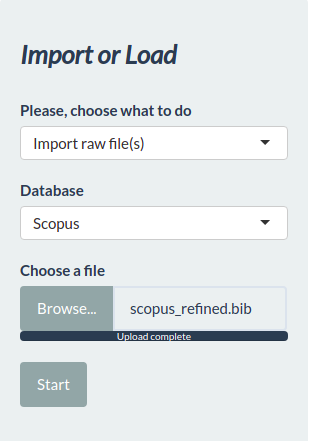 Import or Load
Please, choose what to do
Import raw file(s)
Database
Scopus
Choose a file
Browse... scopus_refined.bib
Upload complete
Start